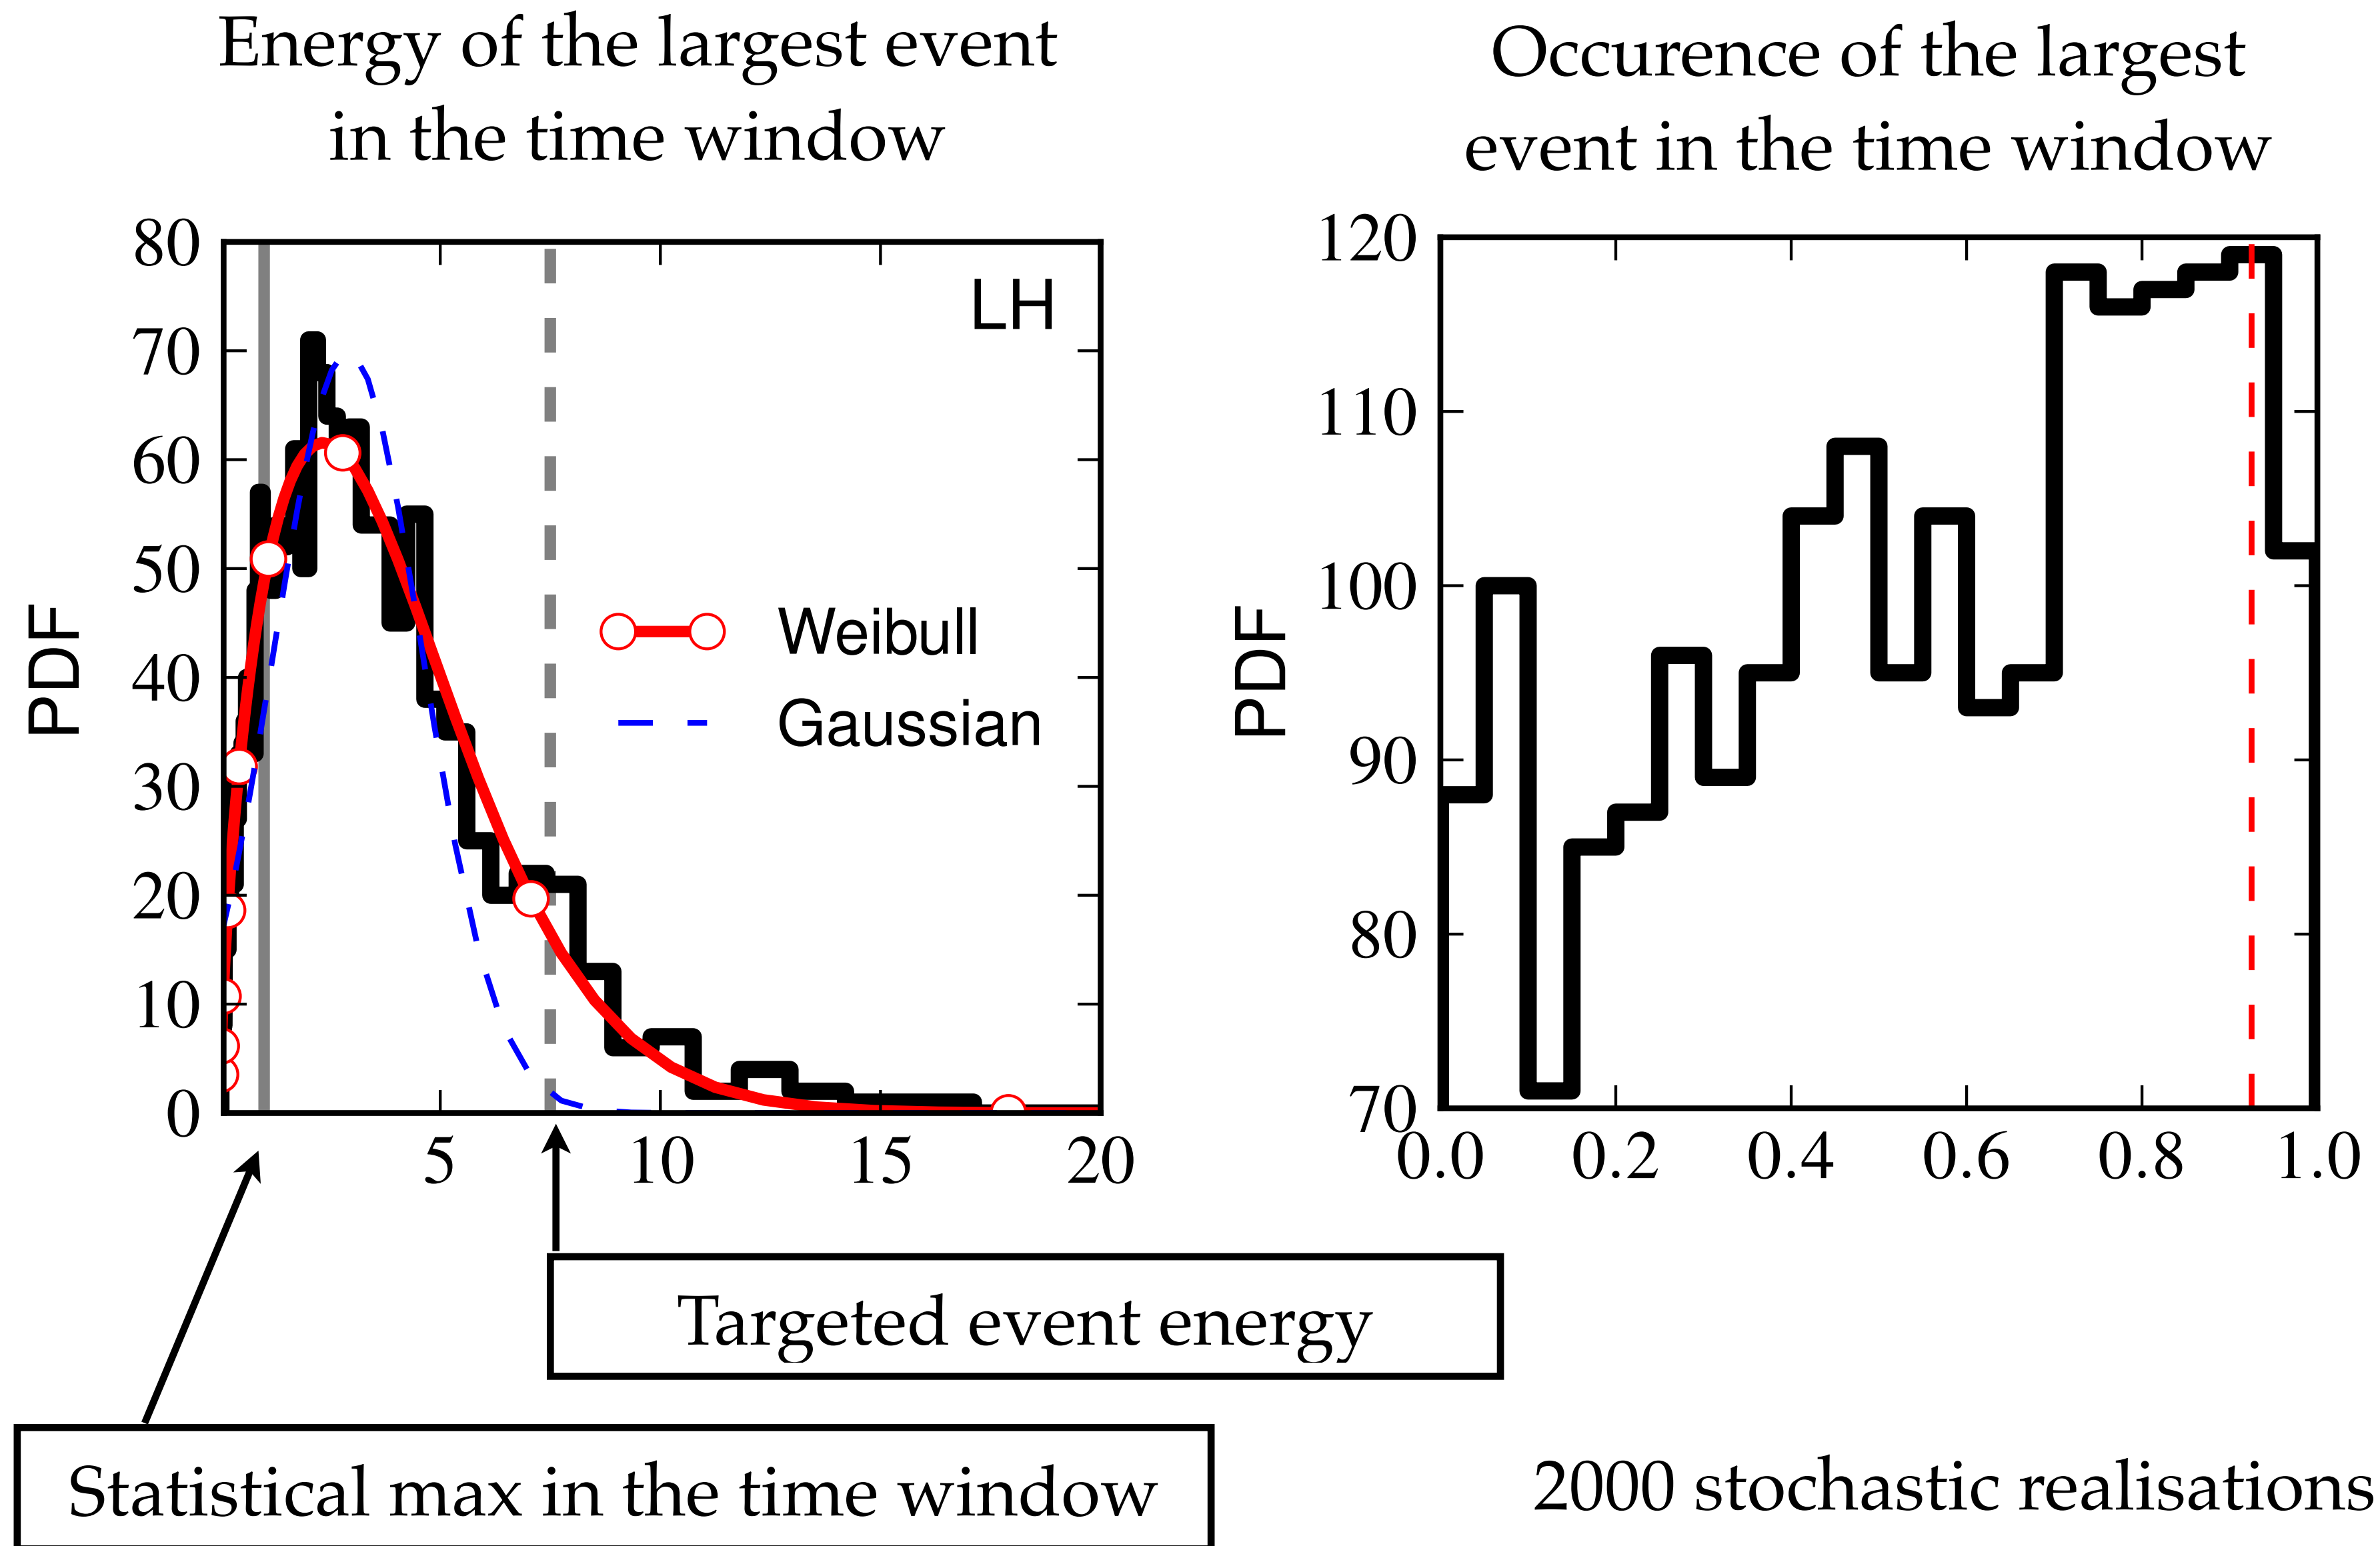 Energy of the largest event
in the time window
Occurence of the largest
event in the time window
80
70
60
50
40
30
20
10
0
PDF
LH
Weibull
Gaussian
5
10
15
20
120
110
100
90
80
70
PDF
0.0
0.2
0.4
0.6
0.8
1.0
Targeted event energy
Statistical max in the time window
2000 stochastic realisations